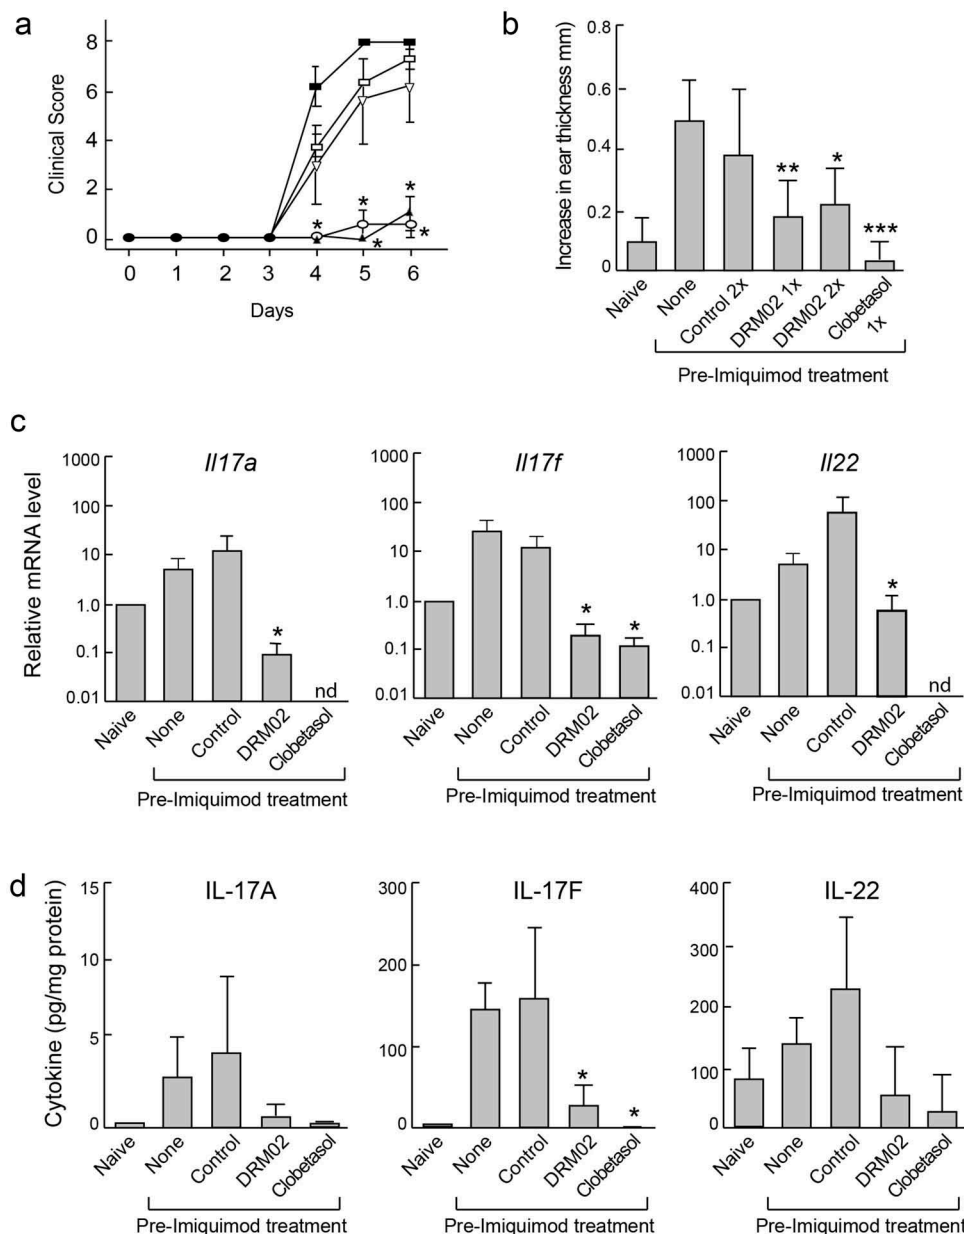 a
Clinical Score
8
6
4
2
0
*
*
*
*
*
0 1 2 3 4 5 6
Days
b
Increase in ear thickness mm)
0.8
0.6
0.4
0.2
0
**
*
***
Naive
None
Control 2x
DRM02 1x
DRM02 2x
Clobetasol 1x
Pre-Imiquimod treatment
c
Relative mRNA level
Il17a
1000
100
10
1.0
0.1
0.01
*
nd
Naive
None
Control
DRM02
Clobetasol
Pre-Imiquimod treatment
Il17f
1000
100
10
1.0
0.1
0.01
*
*
Naive
None
Control
DRM02
Clobetasol
Pre-Imiquimod treatment
Il22
1000
100
10
1.0
0.1
0.01
*
nd
Naive
None
Control
DRM02
Clobetasol
Pre-Imiquimod treatment
d
Cytokine (pg/mg protein)
IL-17A
15
10
5
0
Naive
None
Control
DRM02
Clobetasol
Pre-Imiquimod treatment
IL-17F
300
200
100
0
*
*
Naive
None
Control
DRM02
Clobetasol
Pre-Imiquimod treatment
IL-22
400
300
200
100
0
Naive
None
Control
DRM02
Clobetasol
Pre-Imiquimod treatment